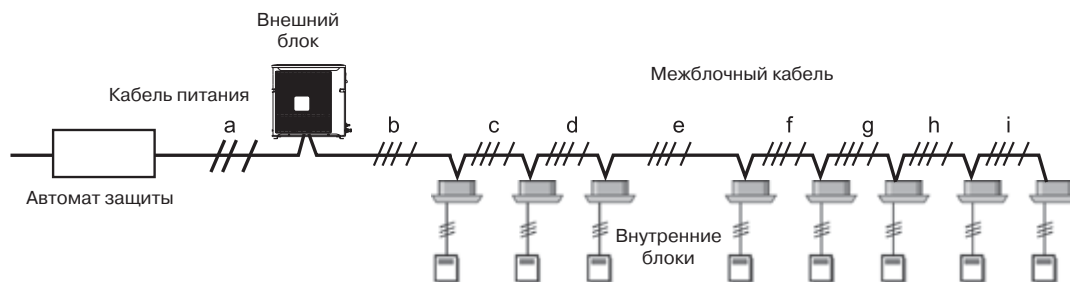 Внешний
блок
Межблочный кабель
Кабель питания
a
b
c
d
e
f
g
h
i
Автомат защиты
Внутренние
блоки